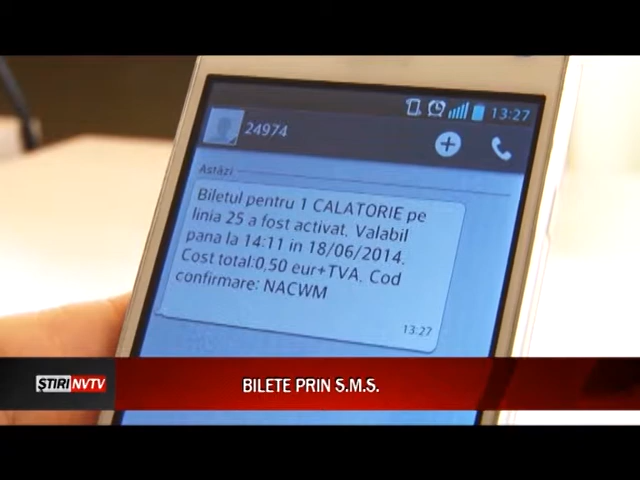 13:27
24974
Astăzi
Biletul pentru 1 CALATORIE pe
linia 25 a fost activat. Valabil
pana la 14:11 in 18/06/2014.
Cost total:0,50 eur+TVA. Cod
confirmare: NACWM
13:27
ȘTIRI NVTV
BILETE PRIN S.M.S.